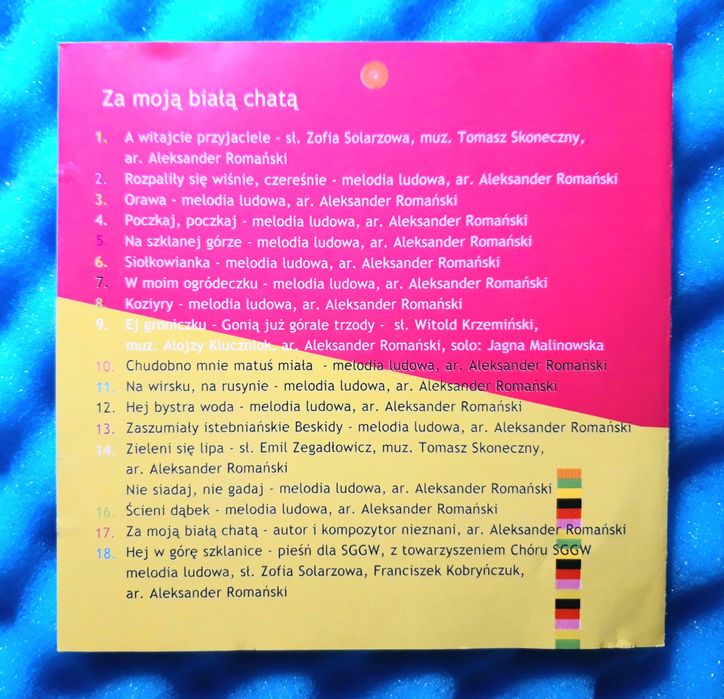 Za moją białą chatą
1. A witajcie przyjaciele - sł. Zofia Solarzowa, muz. Tomasz Skoneczny,
ar. Aleksander Romański
2. Rozpaliły się wiśnie, czereśnie - melodia ludowa, ar. Aleksander Romański
3. Orawa - melodia ludowa, ar. Aleksander Romański
4. Poczkaj, poczkaj - melodia ludowa, ar. Aleksander Romański
5. Na szklanej górze - melodia ludowa, ar. Aleksander Romański
6. Siołkowianka - melodia ludowa, ar. Aleksander Romański
7. W moim ogródeczku - melodia ludowa, ar. Aleksander Romański
8. Koziyry - melodia ludowa, ar. Aleksander Romański
9. Ej groniczku - Gonią już górale trzody - sł. Witold Krzemiński,
muz. Alojzy Kluczniok, ar. Aleksander Romański, solo: Jagna Malinowska
10. Chudobno mnie matuś miała - melodia ludowa, ar. Aleksander Romański
11. Na wirsku, na rusynie - melodia ludowa, ar. Aleksander Romański
12. Hej bystra woda - melodia ludowa, ar. Aleksander Romański
13. Zaszumiały istebniańskie Beskidy - melodia ludowa, ar. Aleksander Romański
14. Zieleni się lipa - sł. Emil Zegadłowicz, muz. Tomasz Skoneczny,
ar. Aleksander Romański
Nie siadaj, nie gadaj - melodia ludowa, ar. Aleksander Romański
16. Ścieni dąbek - melodia ludowa, ar. Aleksander Romański
17. Za moją białą chatą - autor i kompozytor nieznani, ar. Aleksander Romański
18. Hej w górę szklanice - pieśń dla SGGW, z towarzyszeniem Chóru SGGW
melodia ludowa, sł. Zofia Solarzowa, Franciszek Kobryńczuk,
ar. Aleksander Romański